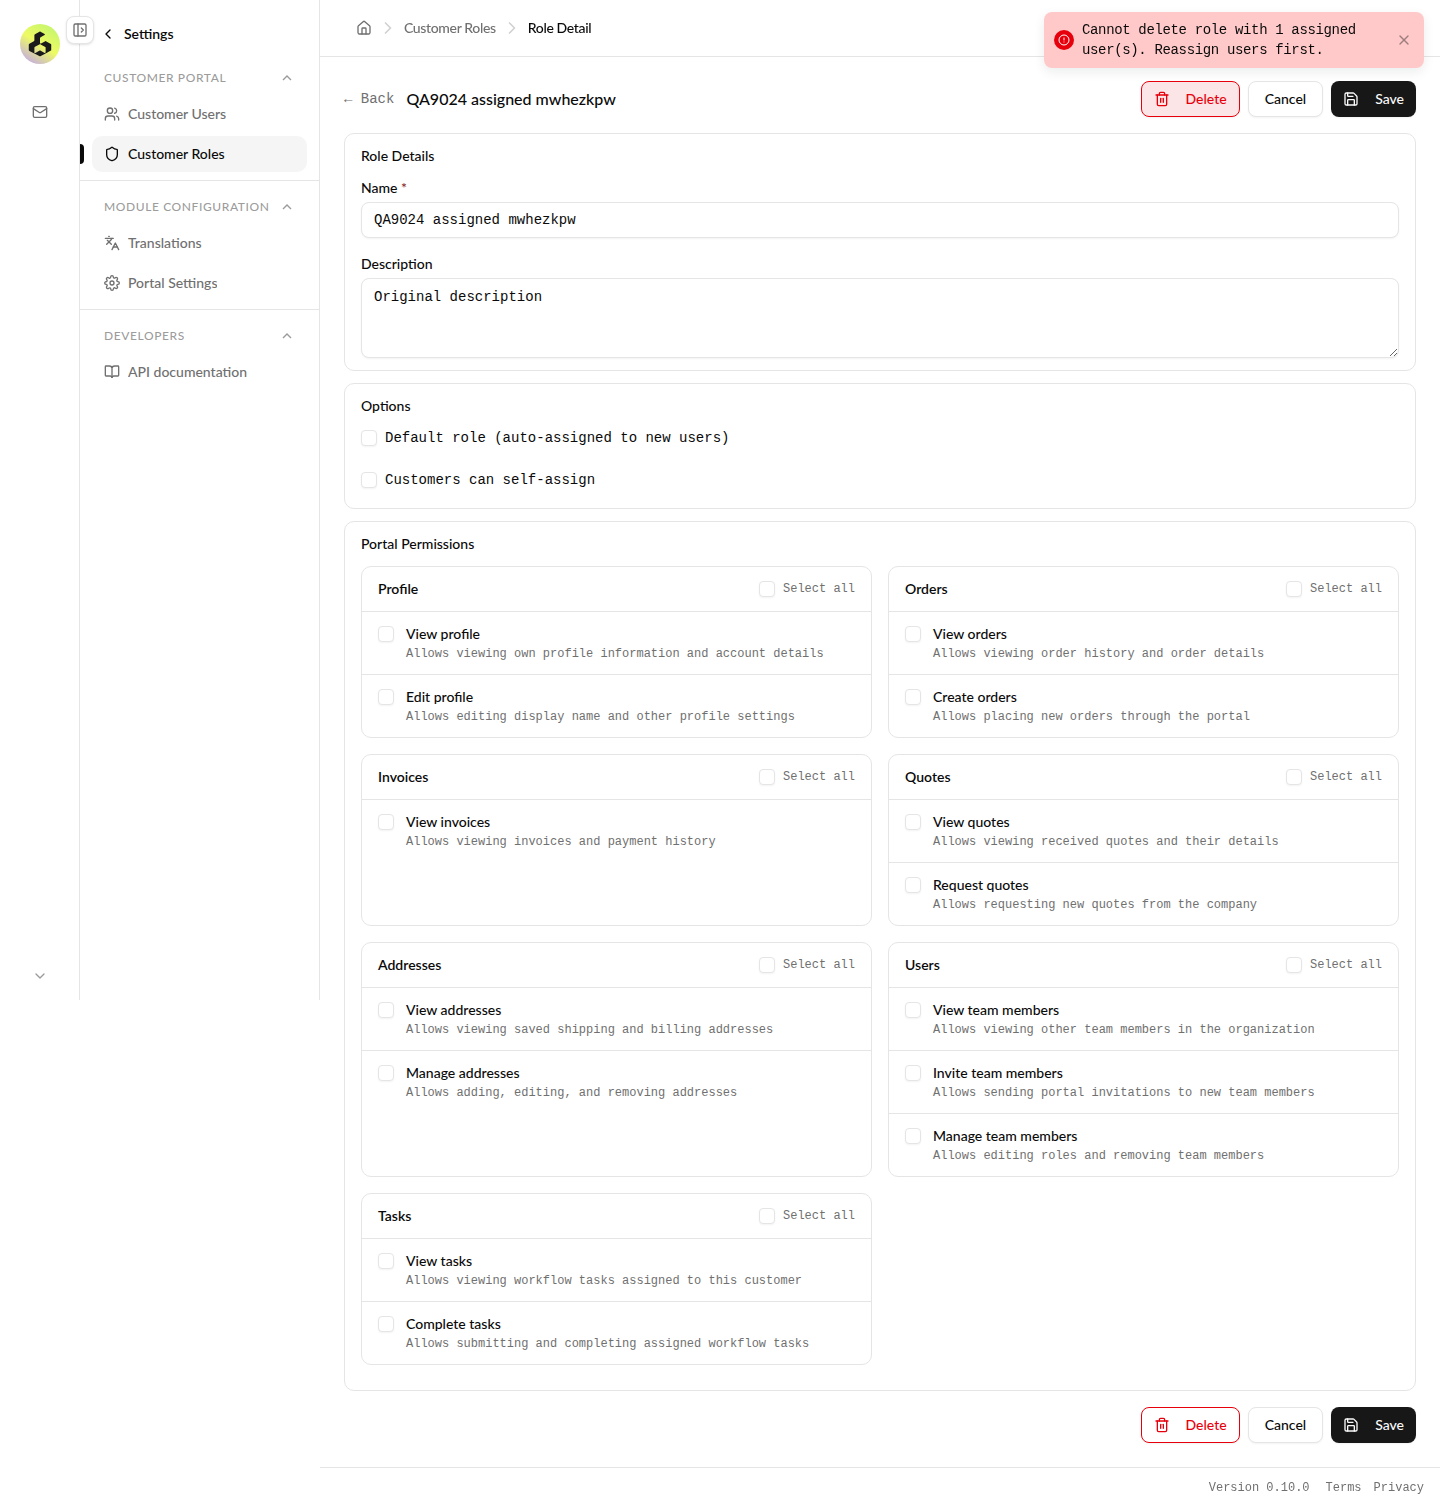 Settings
CUSTOMER PORTAL
Customer Users
Customer Roles
MODULE CONFIGURATION
Translations
Portal Settings
DEVELOPERS
API documentation
Customer Roles
Role Detail
Cannot delete role with 1 assigned
user(s). Reassign users first.
← Back
QA9024 assigned mwhezkpw
Delete
Cancel
Save
Role Details
Name *
QA9024 assigned mwhezkpw
Description
Original description
Options
Default role (auto-assigned to new users)
Customers can self-assign
Portal Permissions
Profile
Select all
View profile
Allows viewing own profile information and account details
Edit profile
Allows editing display name and other profile settings
Orders
Select all
View orders
Allows viewing order history and order details
Create orders
Allows placing new orders through the portal
Invoices
Select all
View invoices
Allows viewing invoices and payment history
Quotes
Select all
View quotes
Allows viewing received quotes and their details
Request quotes
Allows requesting new quotes from the company
Addresses
Select all
View addresses
Allows viewing saved shipping and billing addresses
Manage addresses
Allows adding, editing, and removing addresses
Users
Select all
View team members
Allows viewing other team members in the organization
Invite team members
Allows sending portal invitations to new team members
Manage team members
Allows editing roles and removing team members
Tasks
Select all
View tasks
Allows viewing workflow tasks assigned to this customer
Complete tasks
Allows submitting and completing assigned workflow tasks
Delete
Cancel
Save
Version 0.10.0
Terms
Privacy